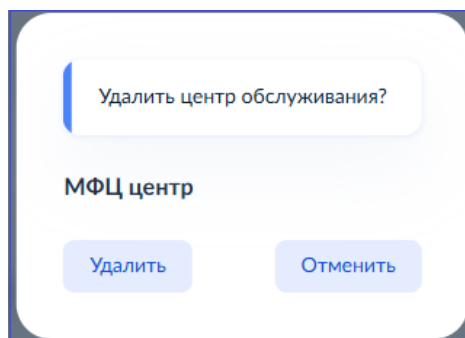 Удалить центр обслуживания?
МФЦ центр
Удалить
Отменить